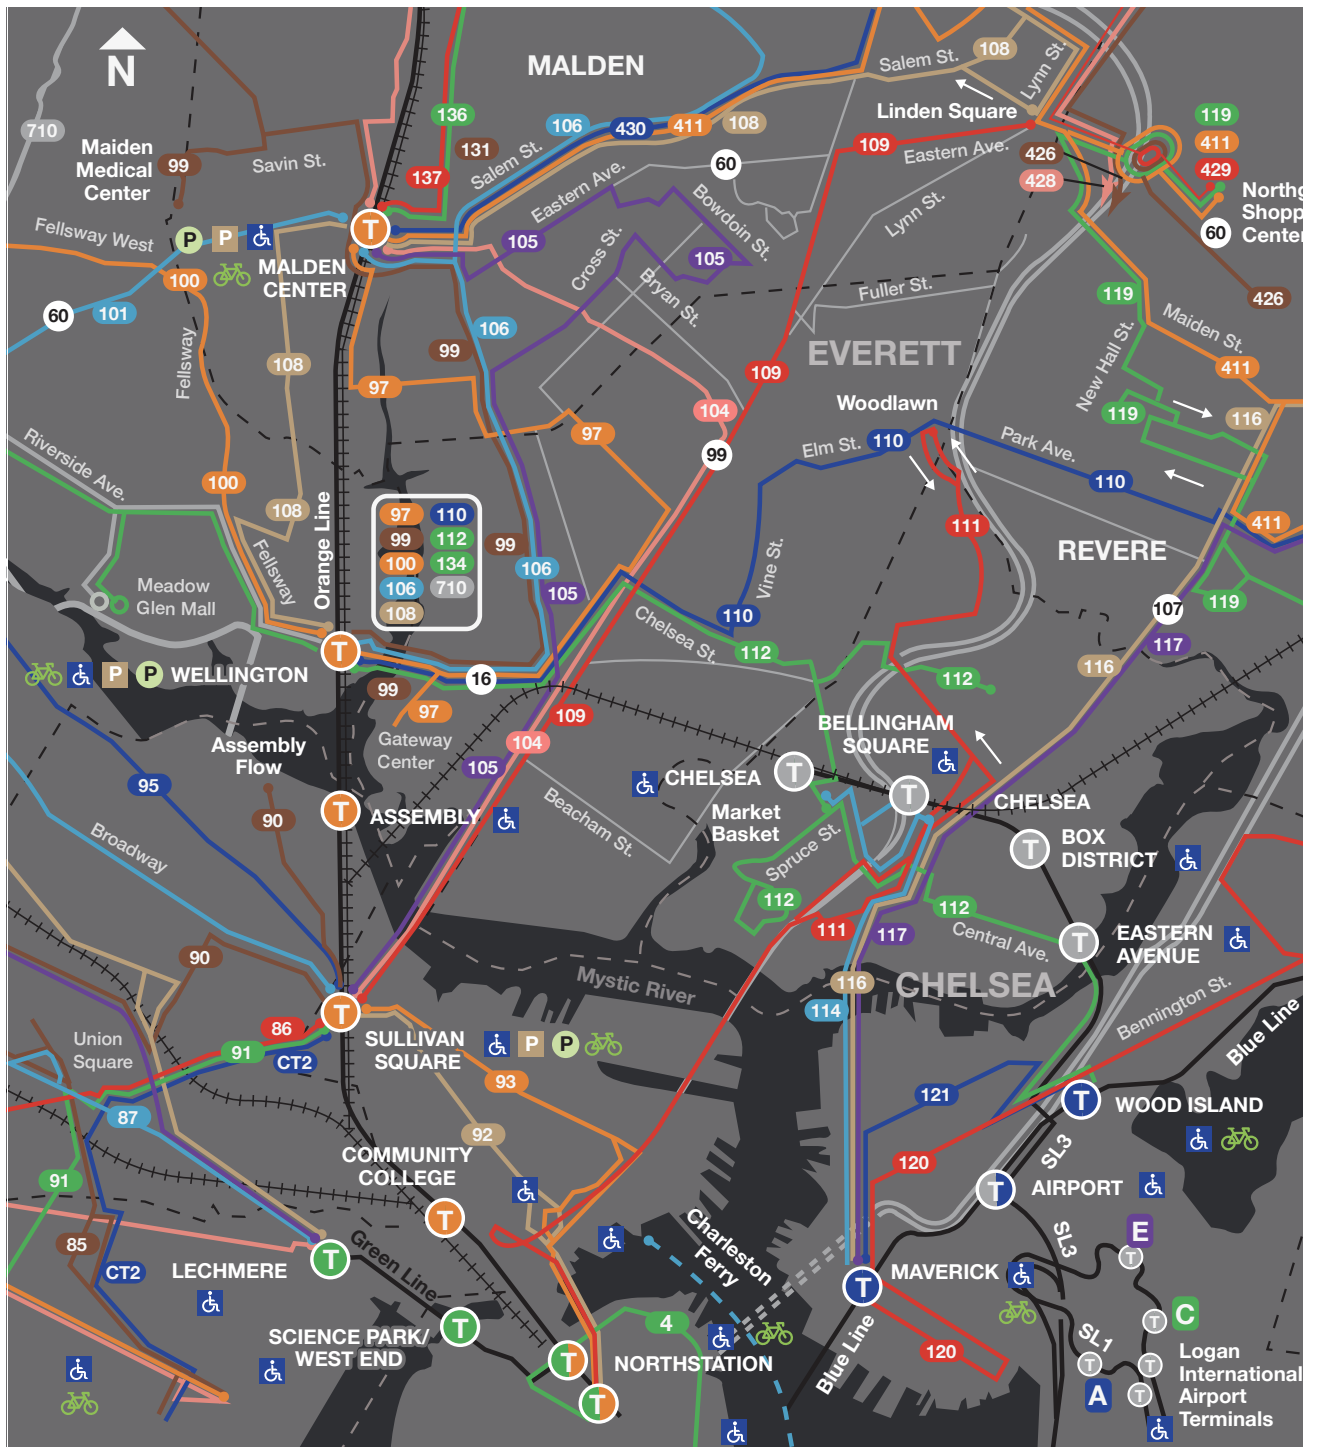 N
MALDEN
108
Salem St.
Lynn St.
136
106
430
411
108
Linden Square
119
411
429
710
Maiden
Medical
Center
99
Savin St.
131
137
Salem St.
Eastern Ave.
60
109
Eastern Ave.
426
428
Northg
Shopp
Center
60
Bowdoin St.
Lynn St.
Fellsway West
P
P
T
MALDEN
CENTER
105
Cross St.
105
Bryan St.
Fuller St.
100
60
101
119
426
Maiden St.
Fellsway
106
99
108
EVERETT
New Hall St.
109
411
97
104
Woodlawn
119
116
97
99
Elm St.
110
Park Ave.
Riverside Ave.
100
108
Orange Line
97
99
100
106
108
110
112
134
710
99
106
105
110
111
411
REVERE
Vine St.
Fellsway
Meadow
Glen Mall
110
107
119
Chelsea St.
112
117
116
T
P
P
WELLINGTON
16
99
97
112
109
Gateway
Center
104
105
BELLINGHAM
SQUARE
Assembly
Flow
95
CHELSEA
T
T
CHELSEA
90
T
ASSEMBLY
Market
Basket
Beacham St.
Broadway
Spruce St.
T
BOX
DISTRICT
112
111
112
117
Central Ave.
T
EASTERN
AVENUE
90
Mystic River
116
CHELSEA
114
Bennington St.
Blue Line
T
86
Union
Square
91
CT2
SULLIVAN
SQUARE
P
P
93
87
121
T
WOOD ISLAND
92
COMMUNITY
COLLEGE
120
SL3
91
T
AIRPORT
T
85
CT2
Green Line
LECHMERE
T
Charleston
Ferry
SL3
E
T
T
MAVERICK
C
T
SCIENCE PARK/
WEST END
T
4
T
NORTHSTATION
T
Blue Line
120
SL1
T
A
T
T
Logan
International
Airport
Terminals